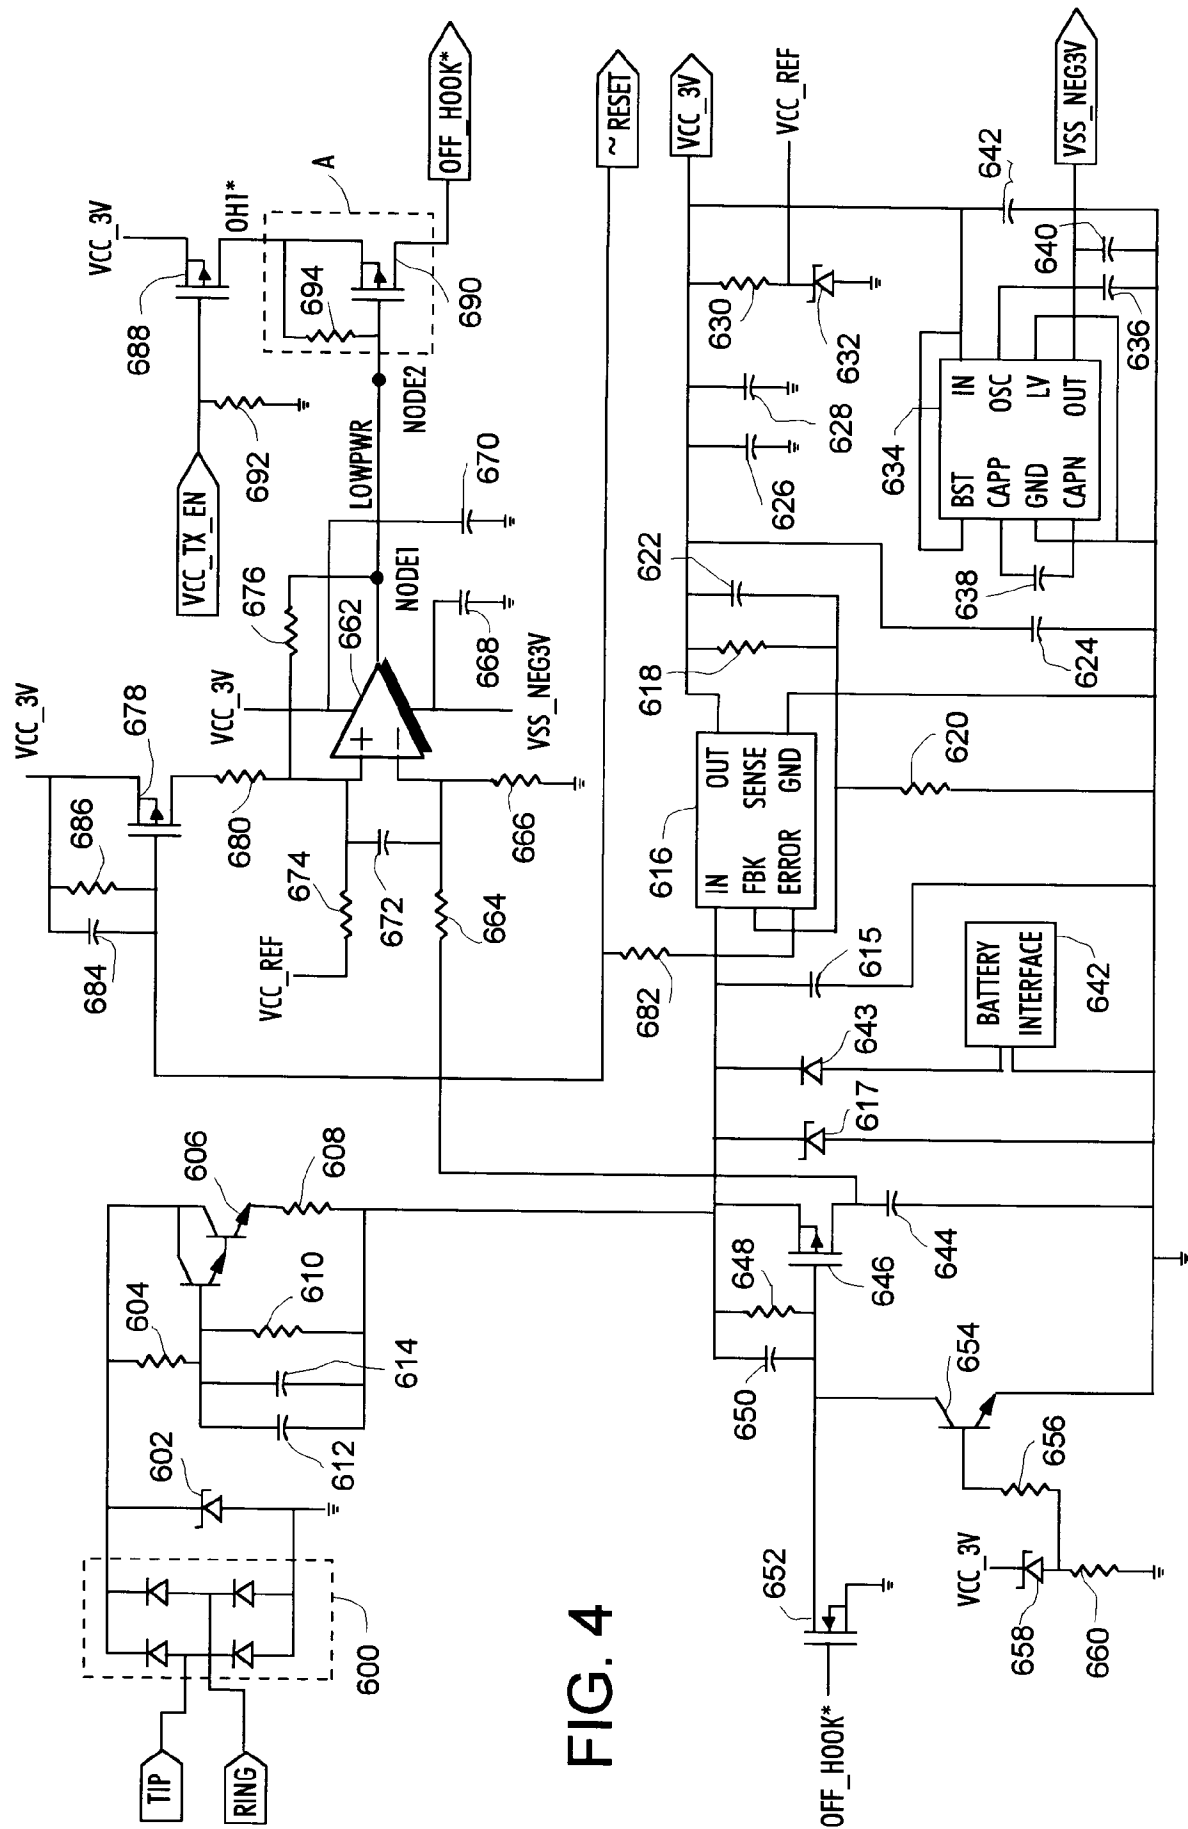 TIP
RING
600
602
612
614
604
610
606
608
684
686
VCC_3V
678
680
VCC_REF
674
672
664
666
VCC_3V
676
662
+
−
VSS_NEG3V
668
670
NODE1
LOWPWR
NODE2
VCC_TX_EN
692
688
VCC_3V
OH1*
694
690
A
OFF_HOOK*
~RESET
FIG. 4
OFF_HOOK*
652
650
648
646
644
654
656
VCC_3V
658
660
617
643
682
615
BATTERY
INTERFACE
642
616
IN
FBK
ERROR
OUT
SENSE
GND
618
622
620
624
626
628
630
632
VCC_3V
VCC_REF
634
BST
CAPP
GND
CAPN
IN
OSC
LV
OUT
638
636
640
642
VSS_NEG3V